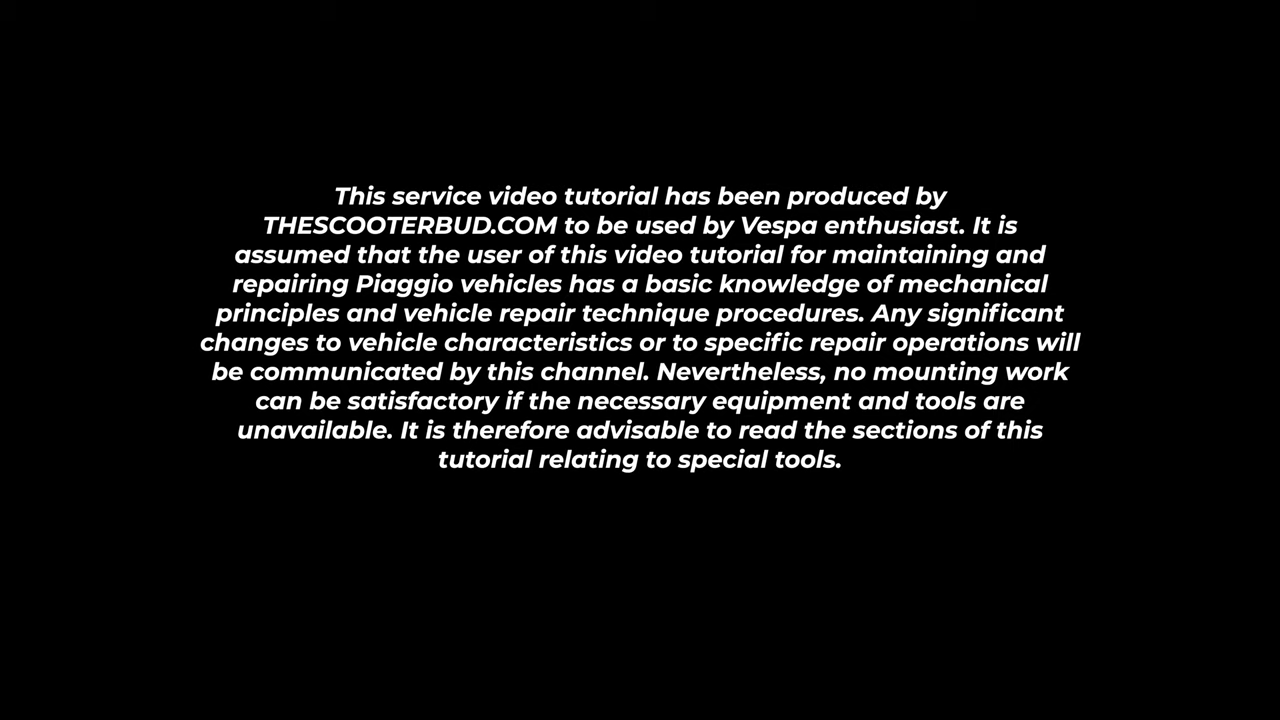 This service video tutorial has been produced by
THESCOOTERBUD.COM to be used by Vespa enthusiast. It is
assumed that the user of this video tutorial for maintaining and
repairing Piaggio vehicles has a basic knowledge of mechanical
principles and vehicle repair technique procedures. Any significant
changes to vehicle characteristics or to specific repair operations will
be communicated by this channel. Nevertheless, no mounting work
can be satisfactory if the necessary equipment and tools are
unavailable. It is therefore advisable to read the sections of this
tutorial relating to special tools.